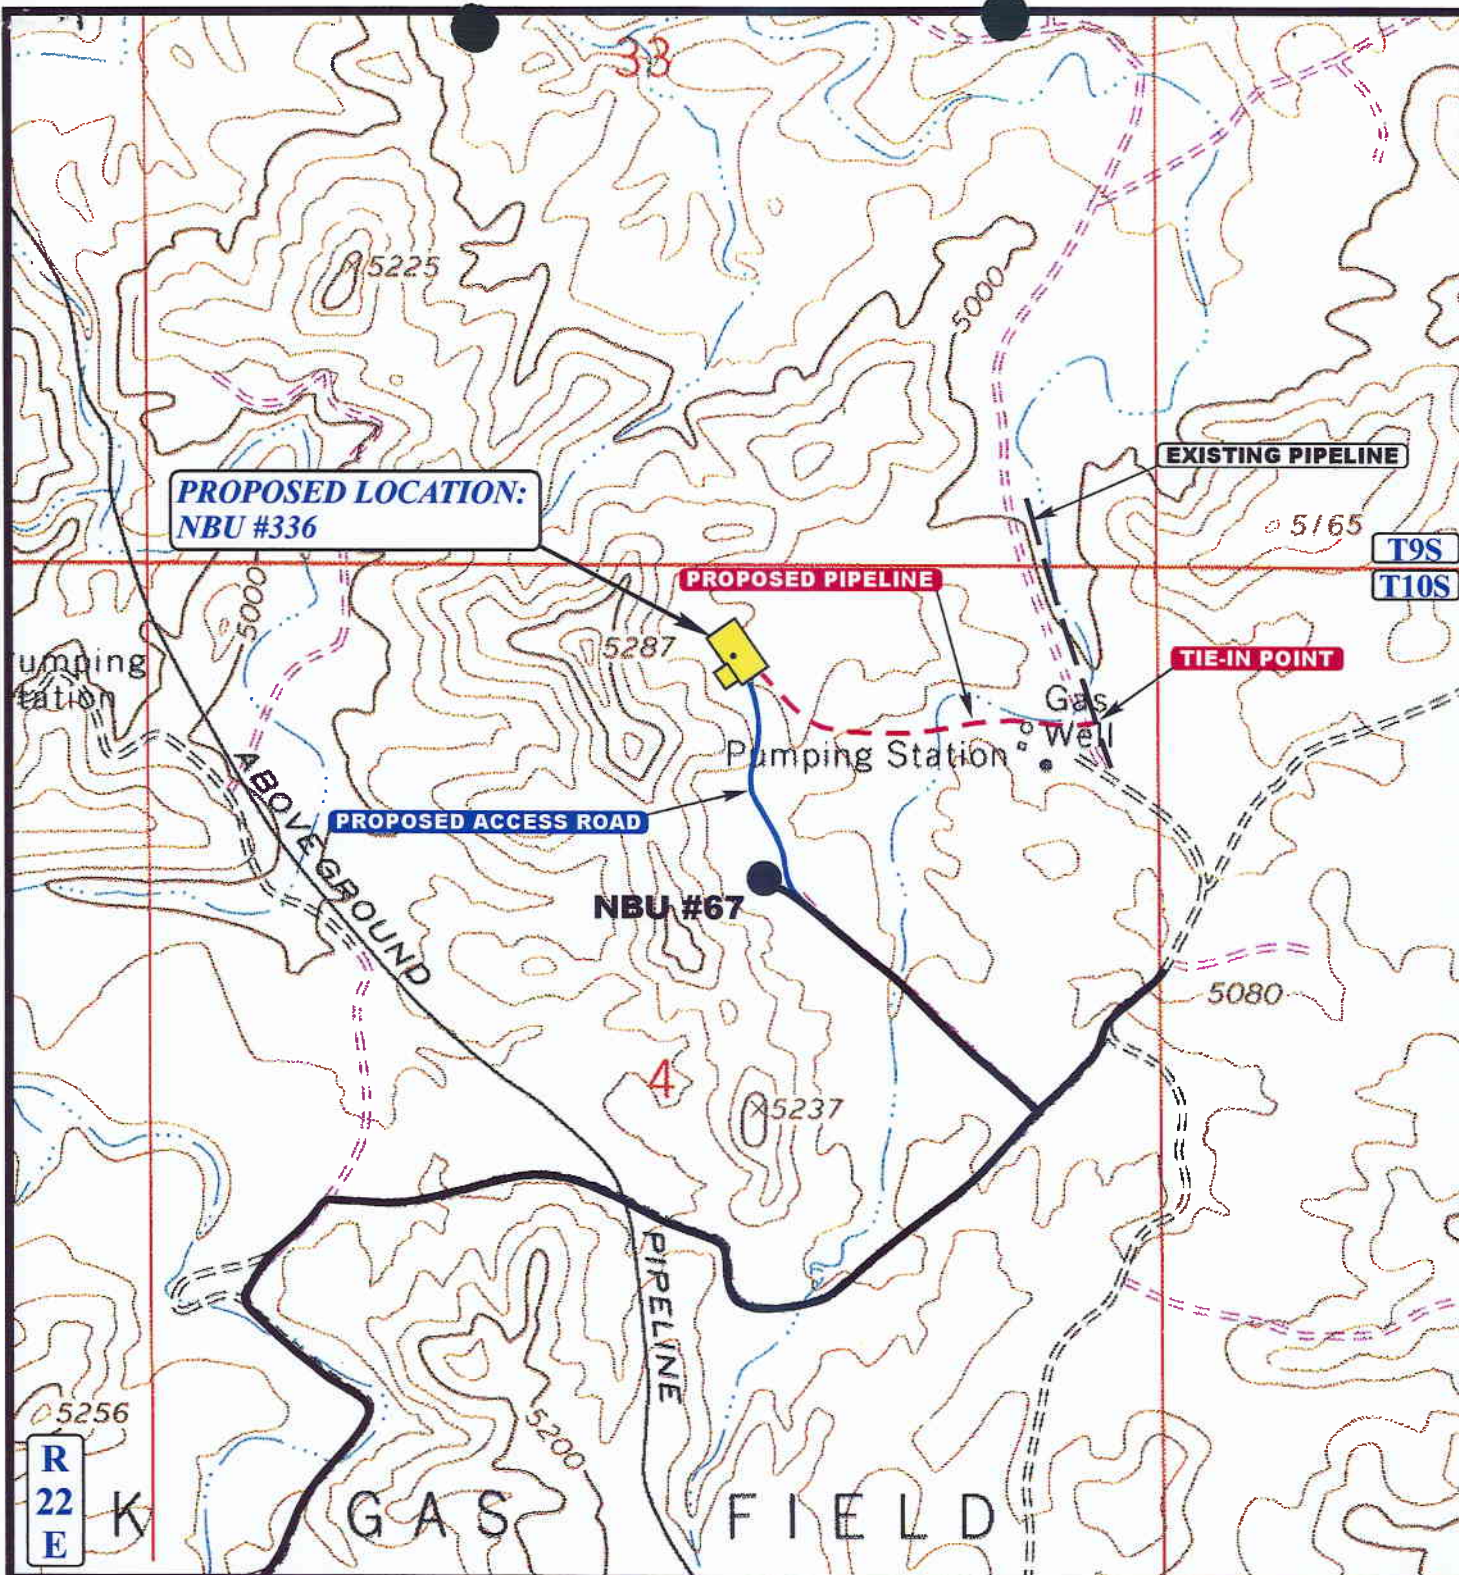 33
5225
5000
EXISTING PIPELINE
PROPOSED LOCATION:
NBU #336
5165
T9S
T10S
5000
PROPOSED PIPELINE
5287
TIE-IN POINT
umping
tation
Gas
Well
Pumping Station
PROPOSED ACCESS ROAD
ABOVEGROUND
NBU #67
5080
4
5237
PIPELINE
5256
5200
R
22
E
K GAS FIELD